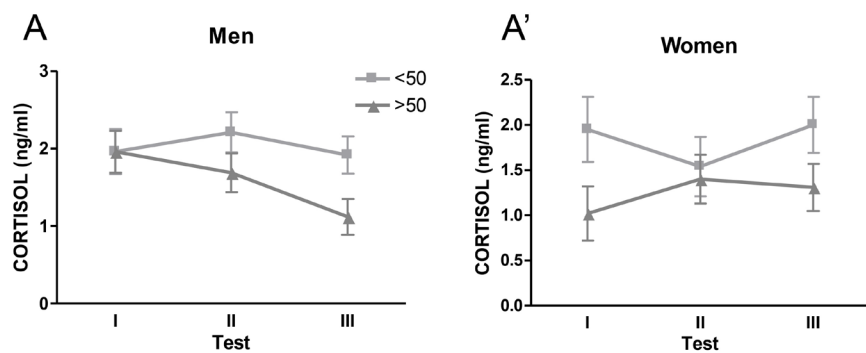 A
Men
CORTISOL (ng/ml)
3
2
1
0
I II III
Test
<50
>50
A'
Women
CORTISOL (ng/ml)
2.5
2.0
1.5
1.0
0.5
0.0
I II III
Test